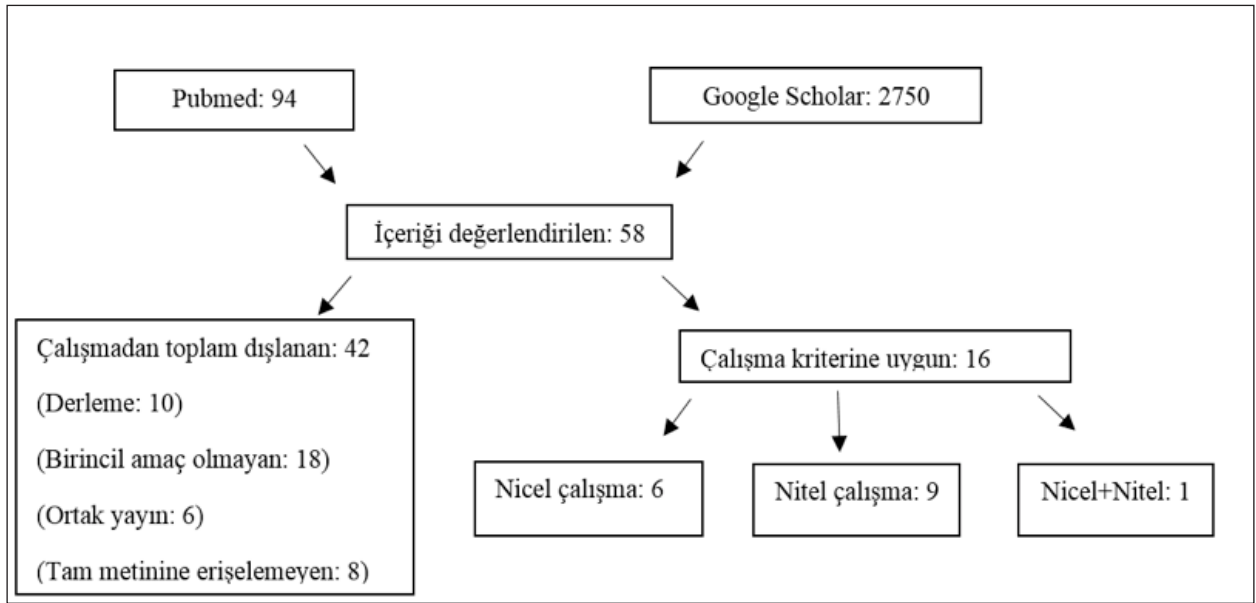 Pubmed: 94
Google Scholar: 2750
İçeriği değerlendirilen: 58
Çalışmadan toplam dışlanan: 42
(Derleme: 10)
(Birincil amaç olmayan: 18)
(Ortak yayın: 6)
(Tam metinine erişelemeyen: 8)
Çalışma kriterine uygun: 16
Nicel çalışma: 6
Nitel çalışma: 9
Nicel+Nitel: 1